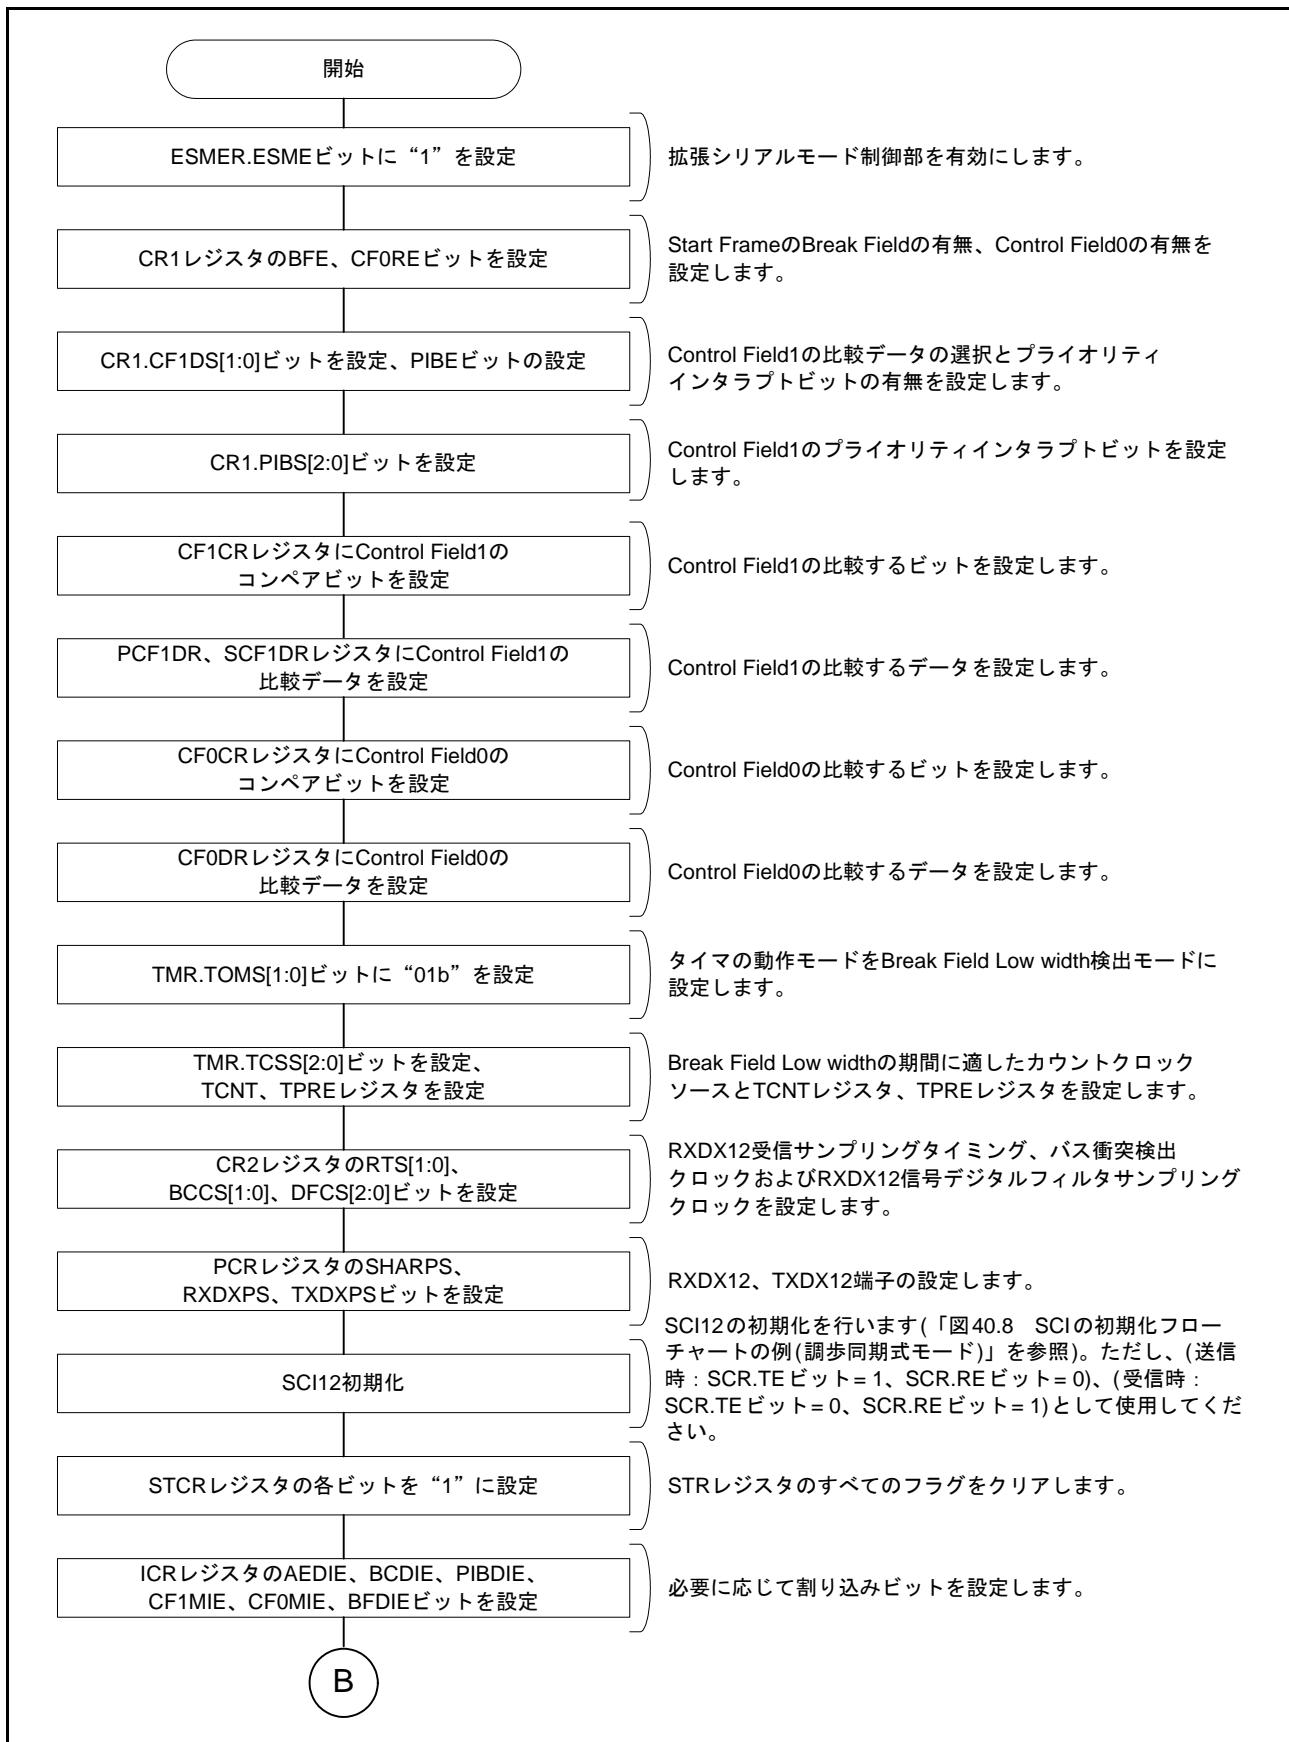 開始
ESMER.ESMEビットに“1”を設定
拡張シリアルモード制御部を有効にします。
CR1レジスタのBFE、CF0REビットを設定
Start FrameのBreak Fieldの有無、Control Field0の有無を
設定します。
CR1.CF1DS[1:0]ビットを設定、PIBEビットの設定
Control Field1の比較データの選択とプライオリティ
インタラプトビットの有無を設定します。
CR1.PIBS[2:0]ビットを設定
Control Field1のプライオリティインタラプトビットを設定
します。
CF1CRレジスタにControl Field1の
コンペアビットを設定
Control Field1の比較するビットを設定します。
PCF1DR、SCF1DRレジスタにControl Field1の
比較データを設定
Control Field1の比較するデータを設定します。
CF0CRレジスタにControl Field0の
コンペアビットを設定
Control Field0の比較するビットを設定します。
CF0DRレジスタにControl Field0の
比較データを設定
Control Field0の比較するデータを設定します。
TMR.TOMS[1:0]ビットに“01b”を設定
タイマの動作モードをBreak Field Low width検出モードに
設定します。
TMR.TCSS[2:0]ビットを設定、
TCNT、TPREレジスタを設定
Break Field Low widthの期間に適したカウントクロック
ソースとTCNTレジスタ、TPREレジスタを設定します。
CR2レジスタのRTS[1:0]、
BCCS[1:0]、DFCS[2:0]ビットを設定
RXDX12受信サンプリングタイミング、バス衝突検出
クロックおよびRXDX12信号デジタルフィルタサンプリング
クロックを設定します。
PCRレジスタのSHARPS、
RXDXPS、TXDXPSビットを設定
RXDX12、TXDX12端子の設定します。
SCI12初期化
SCI12の初期化を行います(「図40.8 SCIの初期化フロー
チャートの例(調歩同期式モード)」を参照)。ただし、(送信
時：SCR.TEビット= 1、SCR.REビット= 0)、(受信時：
SCR.TEビット= 0、SCR.REビット= 1)として使用してくだ
さい。
STCRレジスタの各ビットを“1”に設定
STRレジスタのすべてのフラグをクリアします。
ICRレジスタのAEDIE、BCDIE、PIBDIE、
CF1MIE、CF0MIE、BFDIEビットを設定
必要に応じて割り込みビットを設定します。
B